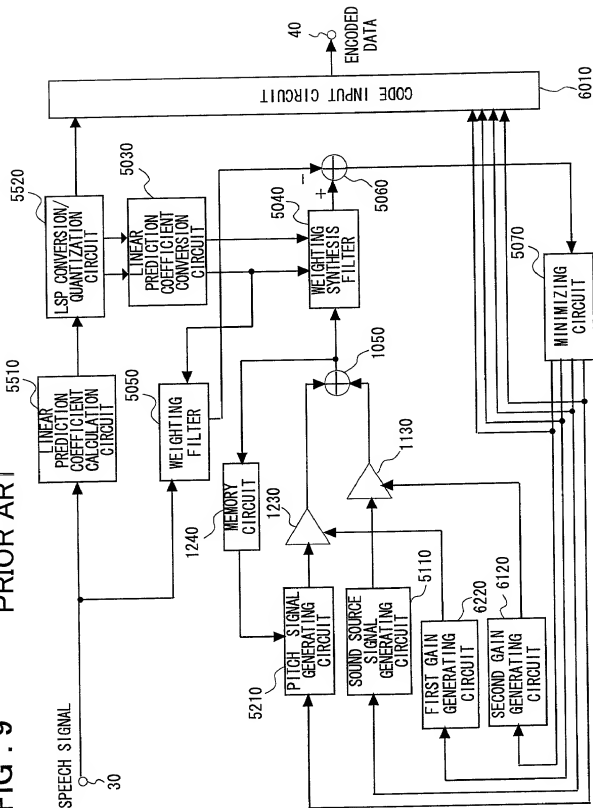 FIG . 9
PRIOR ART
SPEECH SIGNAL
30
5510
LINEAR
PREDICTION
COEFFICIENT
CALCULATION
CIRCUIT
5520
LSP CONVERSION/
QUANTIZATION
CIRCUIT
5030
LINEAR
PREDICTION
COEFFICIENT
CONVERSION
CIRCUIT
CODE INPUT CIRCUIT
6010
40
ENCODED
DATA
5050
WEIGHTING
FILTER
5040
WEIGHTING
SYNTHESIS
FILTER
+
-
5060
1240
MEMORY
CIRCUIT
1050
5210
PITCH SIGNAL
GENERATING
CIRCUIT
1230
1130
5110
SOUND SOURCE
SIGNAL
GENERATING
CIRCUIT
6220
FIRST GAIN
GENERATING
CIRCUIT
6120
SECOND GAIN
GENERATING
CIRCUIT
5070
MINIMIZING
CIRCUIT